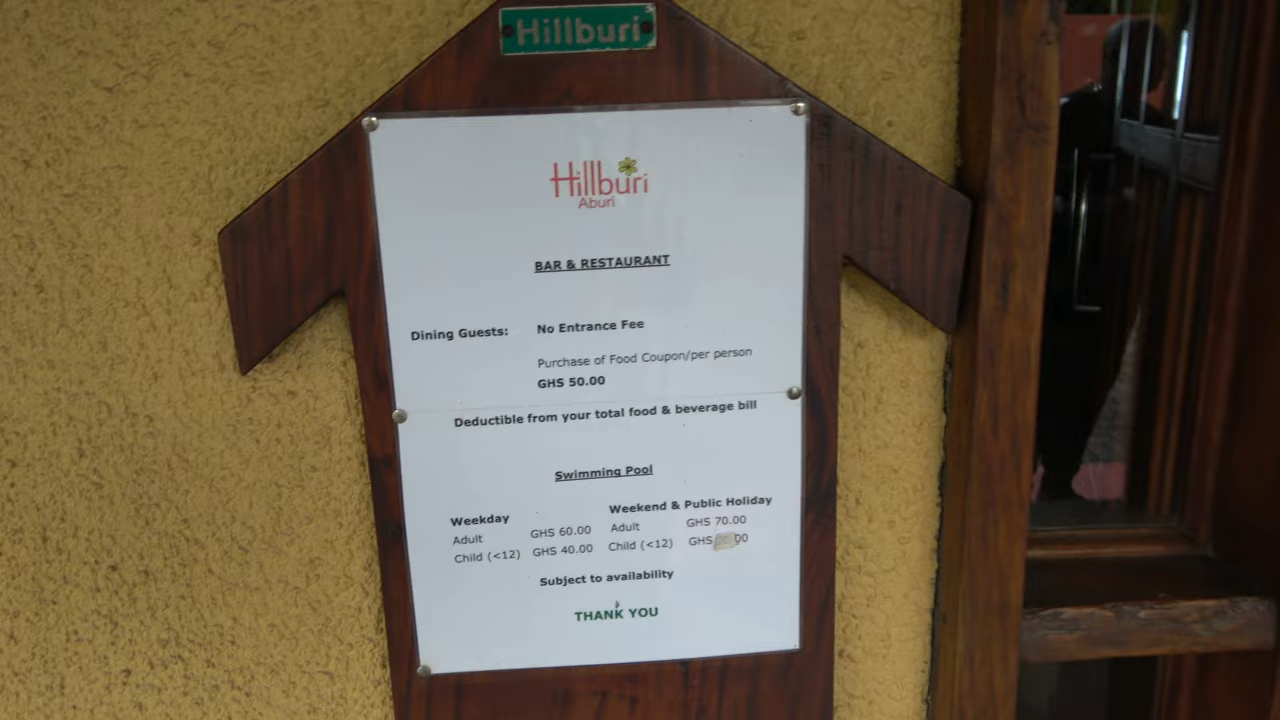 Hillburi
Hillburi
Aburi
BAR & RESTAURANT
Dining Guests: No Entrance Fee
Purchase of Food Coupon/per person
GHS 50.00
Deductible from your total food & beverage bill
Swimming Pool
Weekday Weekend & Public Holiday
Adult GHS 60.00 Adult GHS 70.00
Child (<12) GHS 40.00 Child (<12) GHS
Subject to availability
THANK YOU